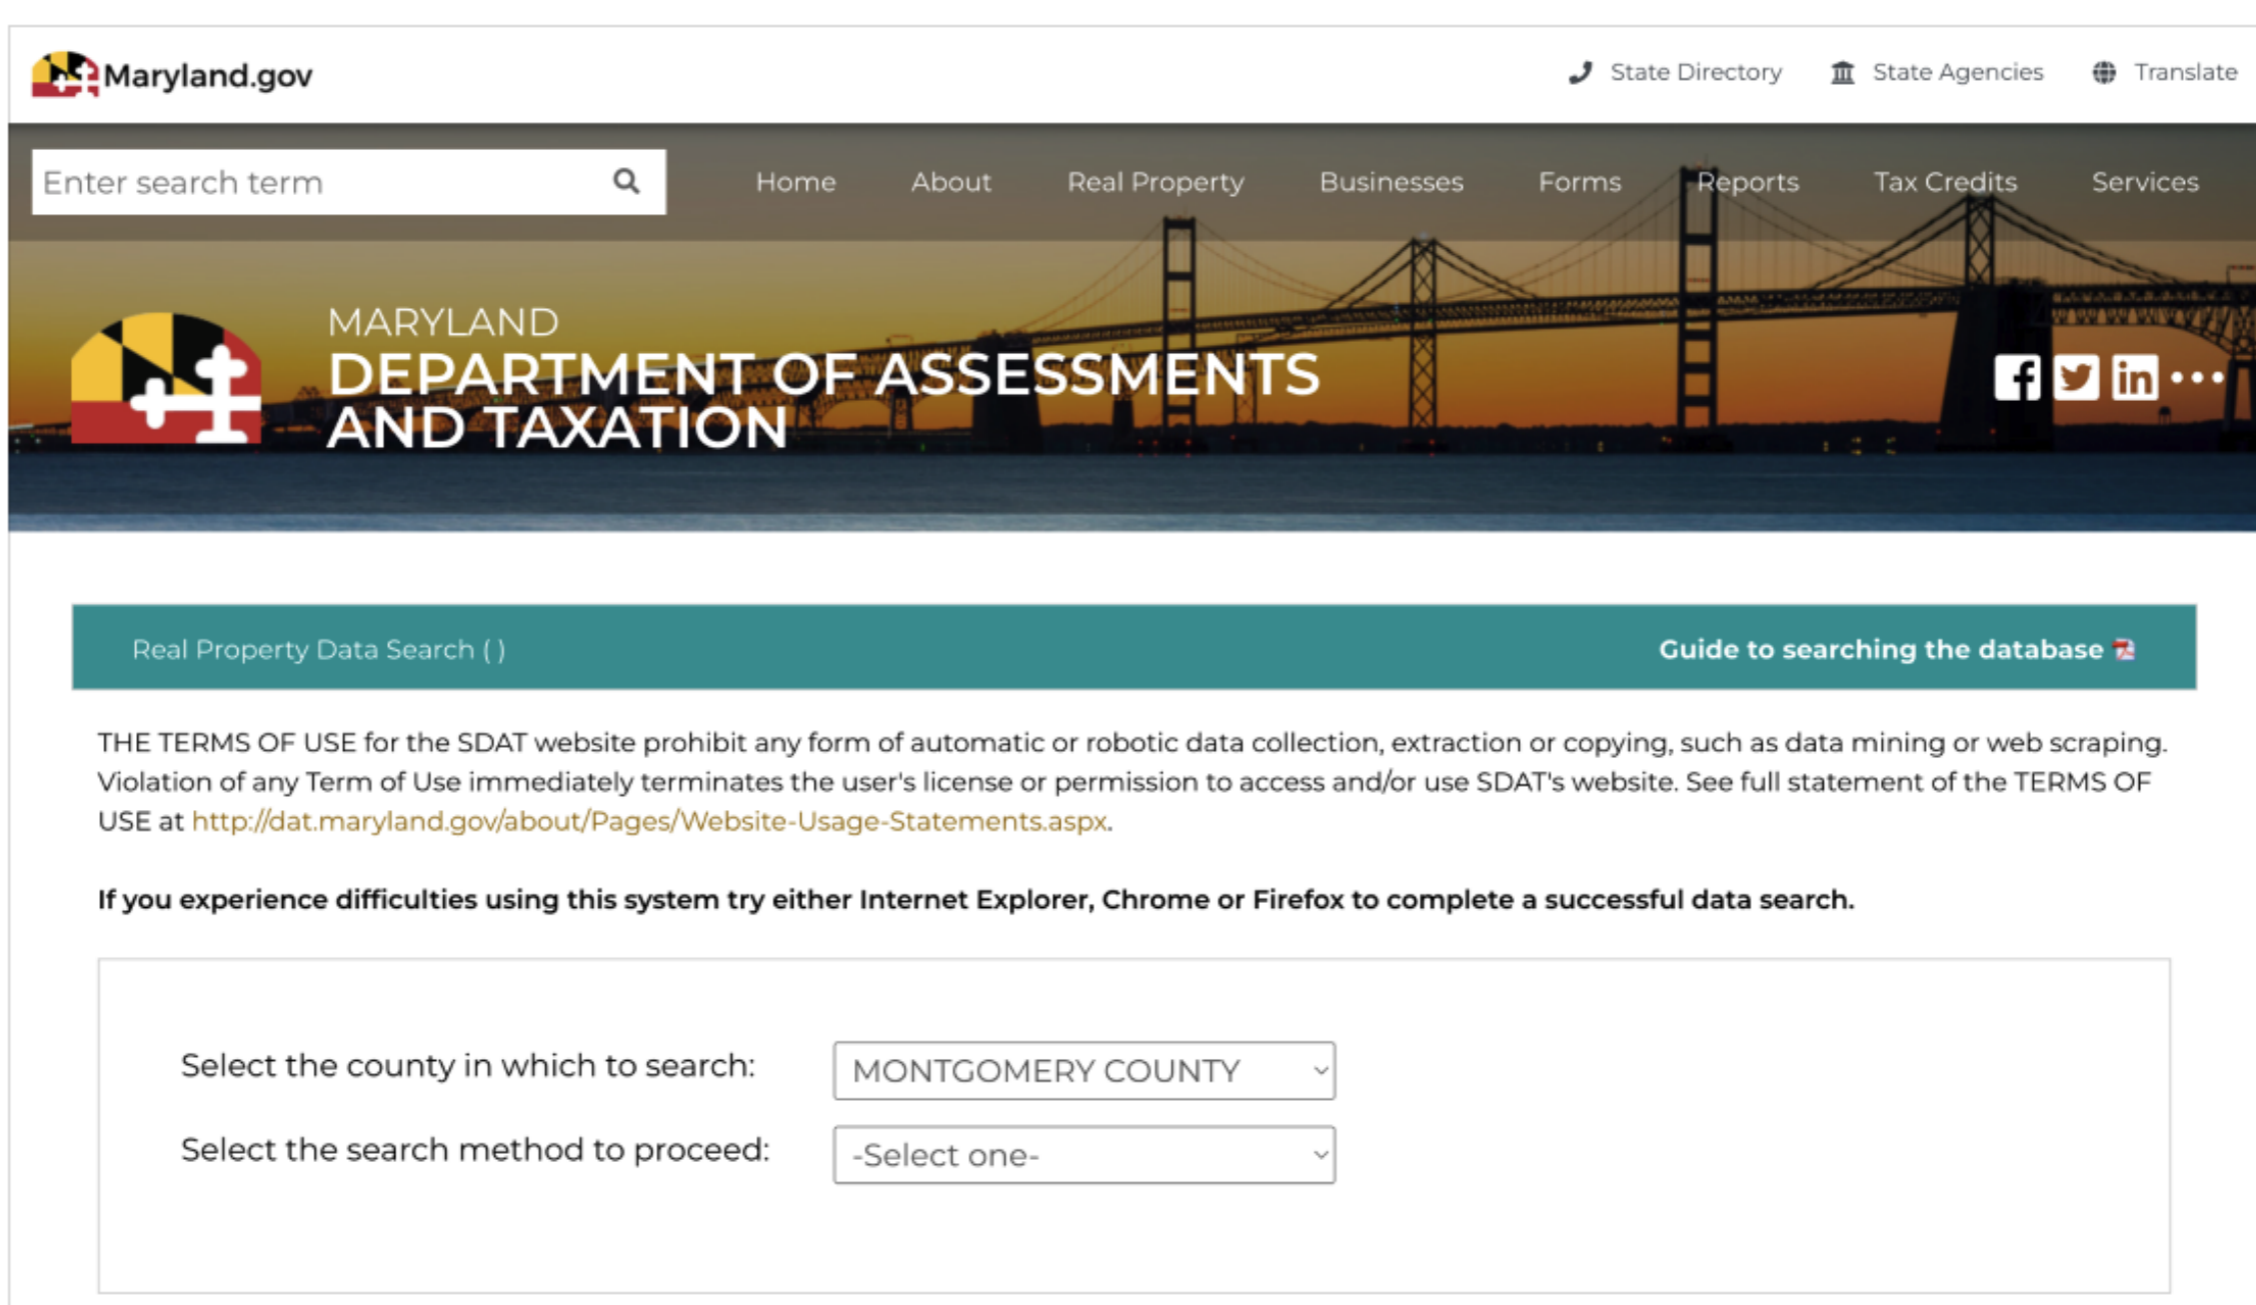 Maryland.gov
State Directory State Agencies Translate
Enter search term
Home About Real Property Businesses Forms Reports Tax Credits Services
MARYLAND
DEPARTMENT OF ASSESSMENTS
AND TAXATION
Real Property Data Search ( ) Guide to searching the database
THE TERMS OF USE for the SDAT website prohibit any form of automatic or robotic data collection, extraction or copying, such as data mining or web scraping.
Violation of any Term of Use immediately terminates the user's license or permission to access and/or use SDAT's website. See full statement of the TERMS OF
USE at http://dat.maryland.gov/about/Pages/Website-Usage-Statements.aspx.
If you experience difficulties using this system try either Internet Explorer, Chrome or Firefox to complete a successful data search.
Select the county in which to search: MONTGOMERY COUNTY
Select the search method to proceed: -Select one-